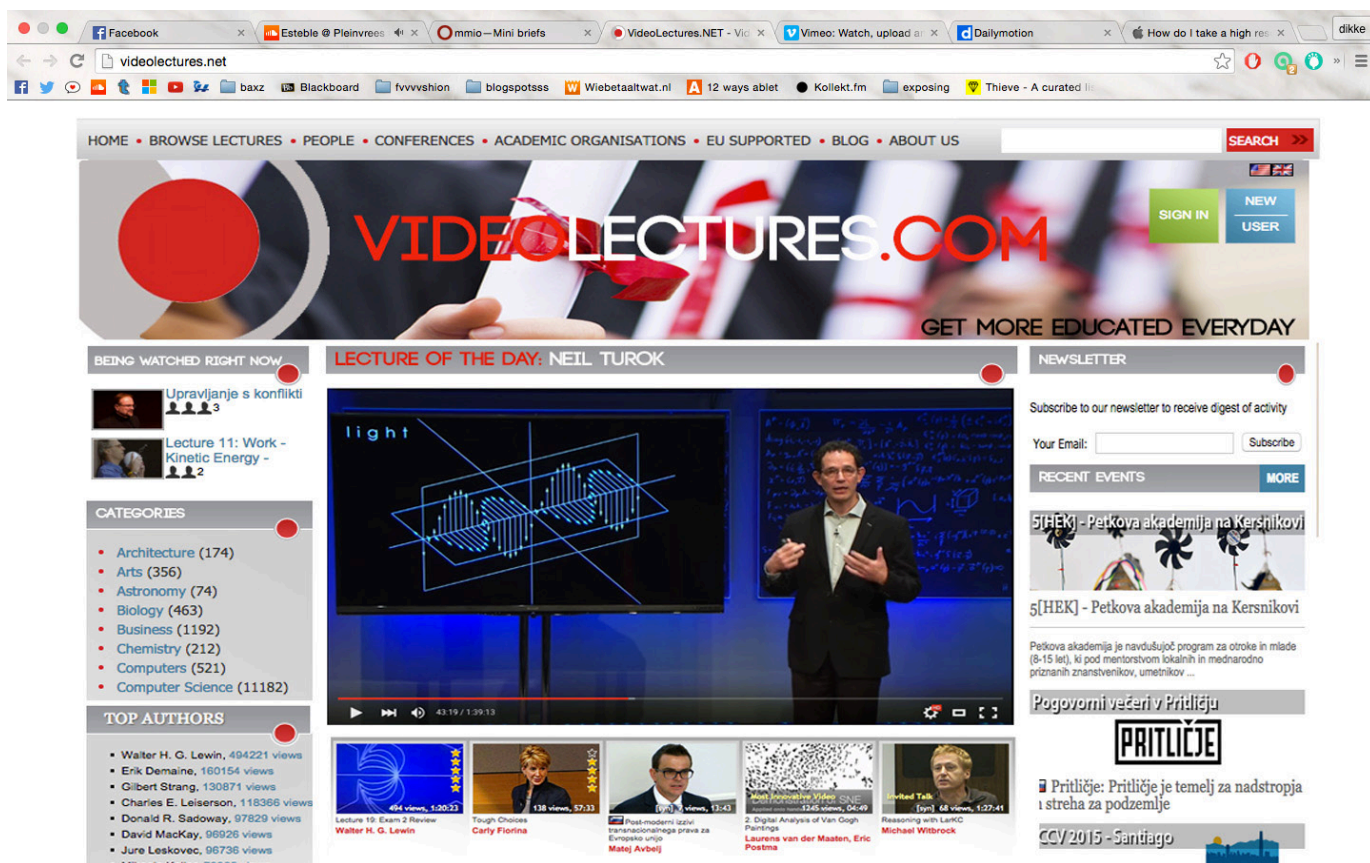 Facebook
Esteble @ Pleinvrees
Ommio—Mini briefs
VideoLectures.NET - Vid
Vimeo: Watch, upload an
Dailymotion
How do I take a high res
dikke
videolectures.net
baxz
Blackboard
fvvvvshion
blogspotsss
Wiebetaaltwat.nl
12 ways ablet
Kollekt.fm
exposing
Thieve - A curated lis
HOME • BROWSE LECTURES • PEOPLE • CONFERENCES • ACADEMIC ORGANISATIONS • EU SUPPORTED • BLOG • ABOUT US
SEARCH >>
VIDEOLECTURES.COM
SIGN IN
NEW
USER
GET MORE EDUCATED EVERYDAY
BEING WATCHED RIGHT NOW
Upravljanje s konflikti
3
Lecture 11: Work -
Kinetic Energy -
2
CATEGORIES
• Architecture (174)
• Arts (356)
• Astronomy (74)
• Biology (463)
• Business (1192)
• Chemistry (212)
• Computers (521)
• Computer Science (11182)
TOP AUTHORS
Walter H. G. Lewin, 494221 views
Erik Demaine, 160154 views
Gilbert Strang, 130871 views
Charles E. Leiserson, 118366 views
Donald R. Sadoway, 97829 views
David MacKay, 96926 views
Jure Leskovec, 96736 views
LECTURE OF THE DAY: NEIL TUROK
light
43:19 / 1:39:13
494 views, 1:20:23
Lecture 19: Exam 2 Review
Walter H. G. Lewin
138 views, 57:33
Tough Choices
Carly Fiorina
[syn] 7 views, 13:43
Post-moderni izzivi
transnacionalnega prava za
Evropsko unijo
Matej Avbelj
Most Innovative Video
Demonstration of SNE
1245 views, 04:49
2. Digital Analysis of Van Gogh
Paintings
Laurens van der Maaten, Eric
Postma
Invited Talk
[syn] 68 views, 1:27:41
Reasoning with LarKC
Michael Witbrock
NEWSLETTER
Subscribe to our newsletter to receive digest of activity
Your Email:
Subscribe
RECENT EVENTS
MORE
5[HEK] - Petkova akademija na Kersnikovi
5[HEK] - Petkova akademija na Kersnikovi
Petkova akademija je navdušujoč program za otroke in mlade
(8-15 let), ki pod mentorstvom lokalnih in mednarodno
priznanih znanstvenikov, umetnikov ...
Pogovorni večeri v Pritličju
PRITLIČJE
Pritličje: Pritličje je temelj za nadstropja
streha za podzemlje
CCV 2015 - Santiago